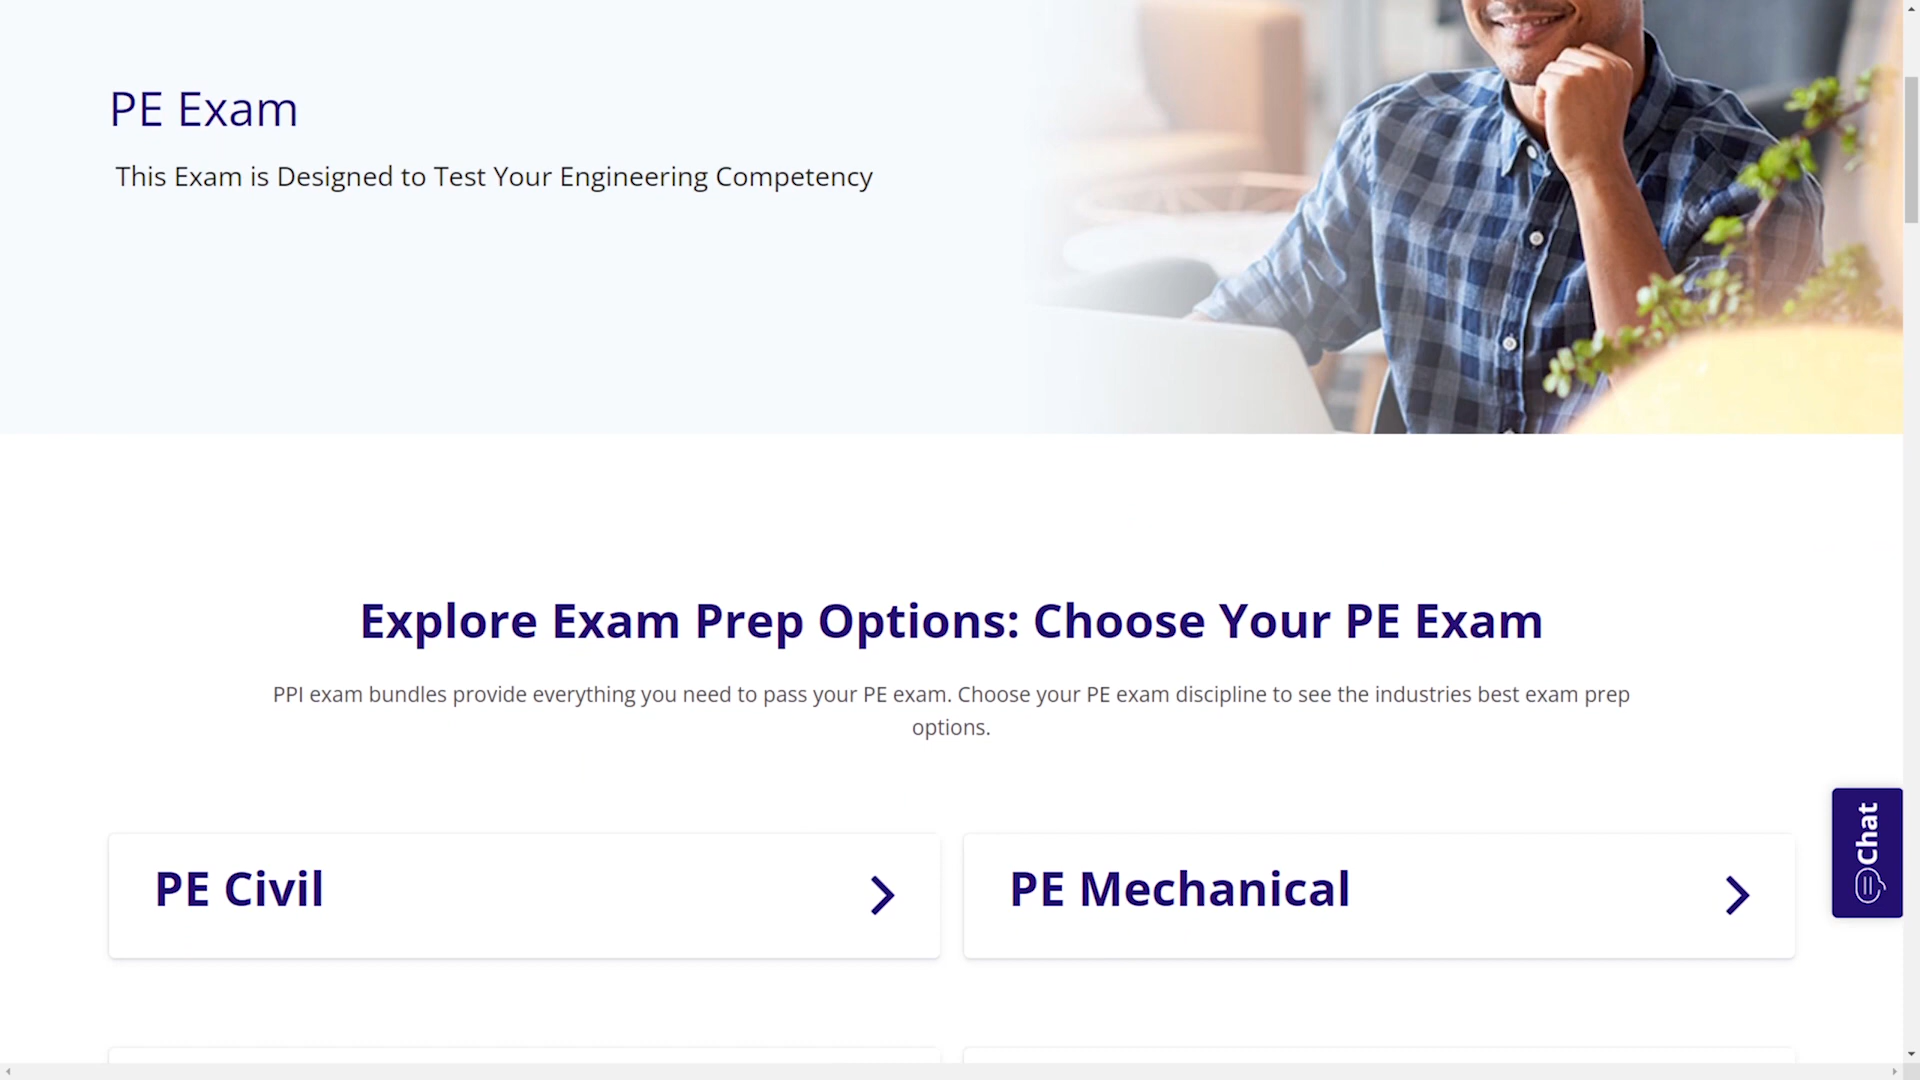 PE Exam
This Exam is Designed to Test Your Engineering Competency
Explore Exam Prep Options: Choose Your PE Exam
PPI exam bundles provide everything you need to pass your PE exam. Choose your PE exam discipline to see the industries best exam prep
options.
PE Civil
PE Mechanical
Chat